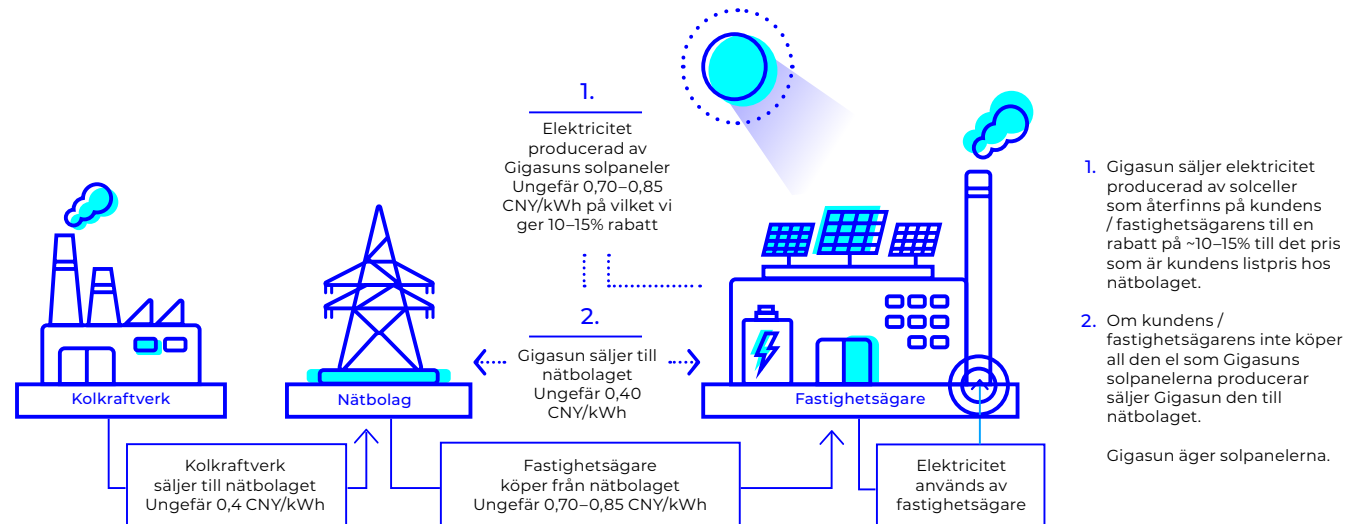 1.
Elektricitet
producerad av
Gigasuns solpaneler
Ungefär 0,70–0,85
CNY/kWh på vilket vi
ger 10–15% rabatt
2.
Gigasun säljer till
nätbolaget
Ungefär 0,40
CNY/kWh
Kolkraftverk
Nätbolag
Fastighetsägare
Kolkraftverk
säljer till nätbolaget
Ungefär 0,4 CNY/kWh
Fastighetsägare
köper från nätbolaget
Ungefär 0,70–0,85 CNY/kWh
Elektricitet
används av
fastighetsägare
1. Gigasun säljer elektricitet
producerad av solceller
som återfinns på kundens
/ fastighetsägarens till en
rabatt på ~10–15% till det pris
som är kundens listpris hos
nätbolaget.
2. Om kundens /
fastighetsägarens inte köper
all den el som Gigasuns
solpanelerna producerar
säljer Gigasun den till
nätbolaget.
Gigasun äger solpanelerna.